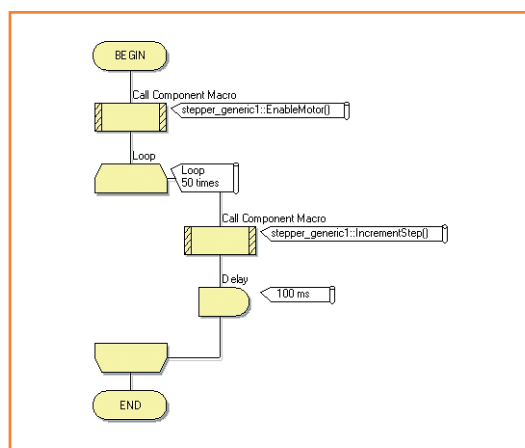 BEGIN
Call Component Macro
stepper_generic1::EnableMotor()
Loop
Loop
50 times
Call Component Macro
stepper_generic1::IncrementStep()
Delay
100 ms
END